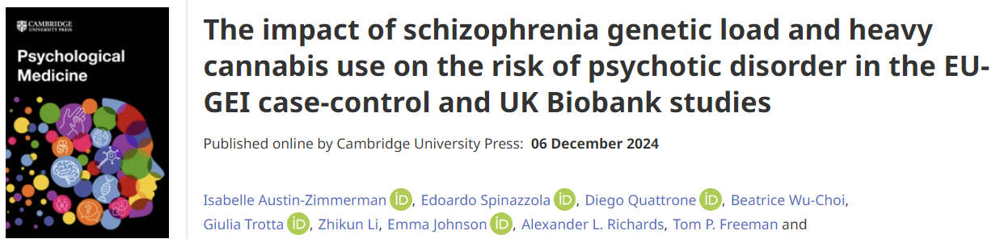 CAMBRIDGE
UNIVERSITY PRESS
Psychological
Medicine
The impact of schizophrenia genetic load and heavy
cannabis use on the risk of psychotic disorder in the EU-
GEI case-control and UK Biobank studies
Published online by Cambridge University Press: 06 December 2024
Isabelle Austin-Zimmerman iD, Edoardo Spinazzola iD, Diego Quattrone iD, Beatrice Wu-Choi,
Giulia Trotta iD, Zhikun Li, Emma Johnson iD, Alexander L. Richards, Tom P. Freeman and